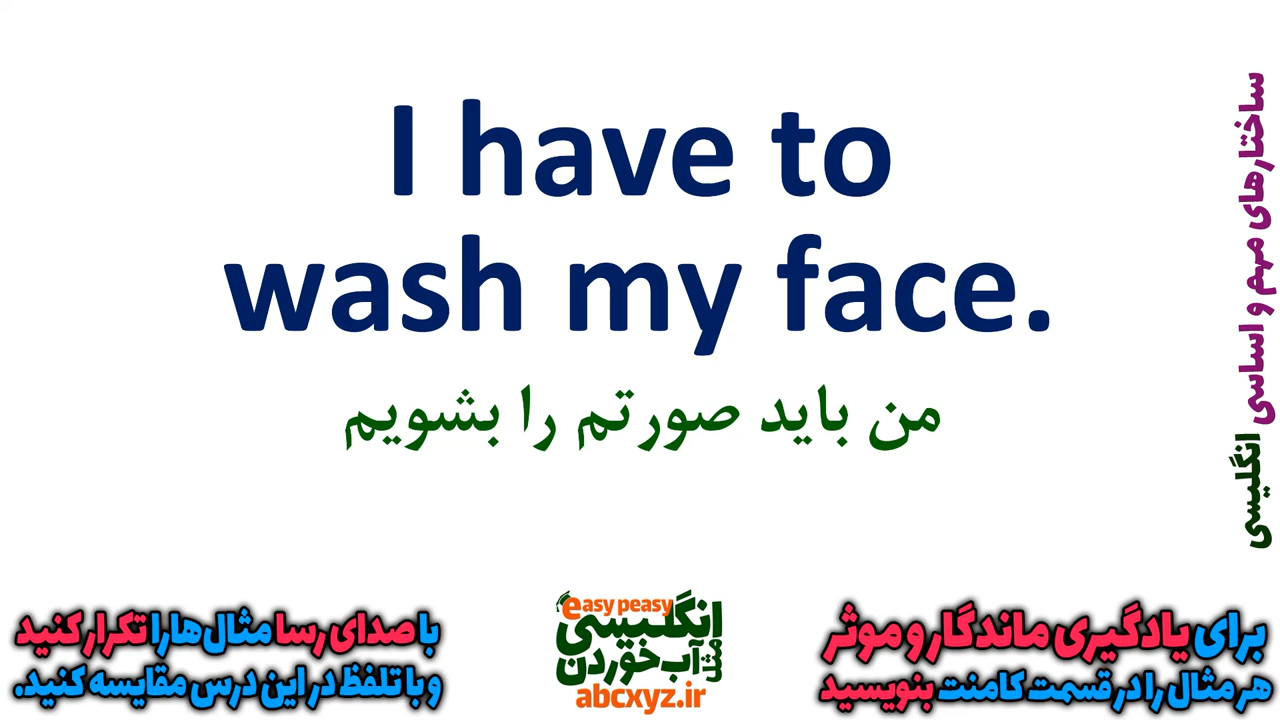 I have to
wash my face.
من باید صورتم را بشویم
ساختارهای مهم و اساسی انگلیسی
برای یادگیری ماندگار و موثر
هر مثال را در قسمت کامنت بنویسید
easy peasy
انگلیسی
مثل آب خوردن
abcxyz.ir
با صدای رسا مثال‌ها را تکرار کنید
و با تلفظ در این درس مقایسه کنید.